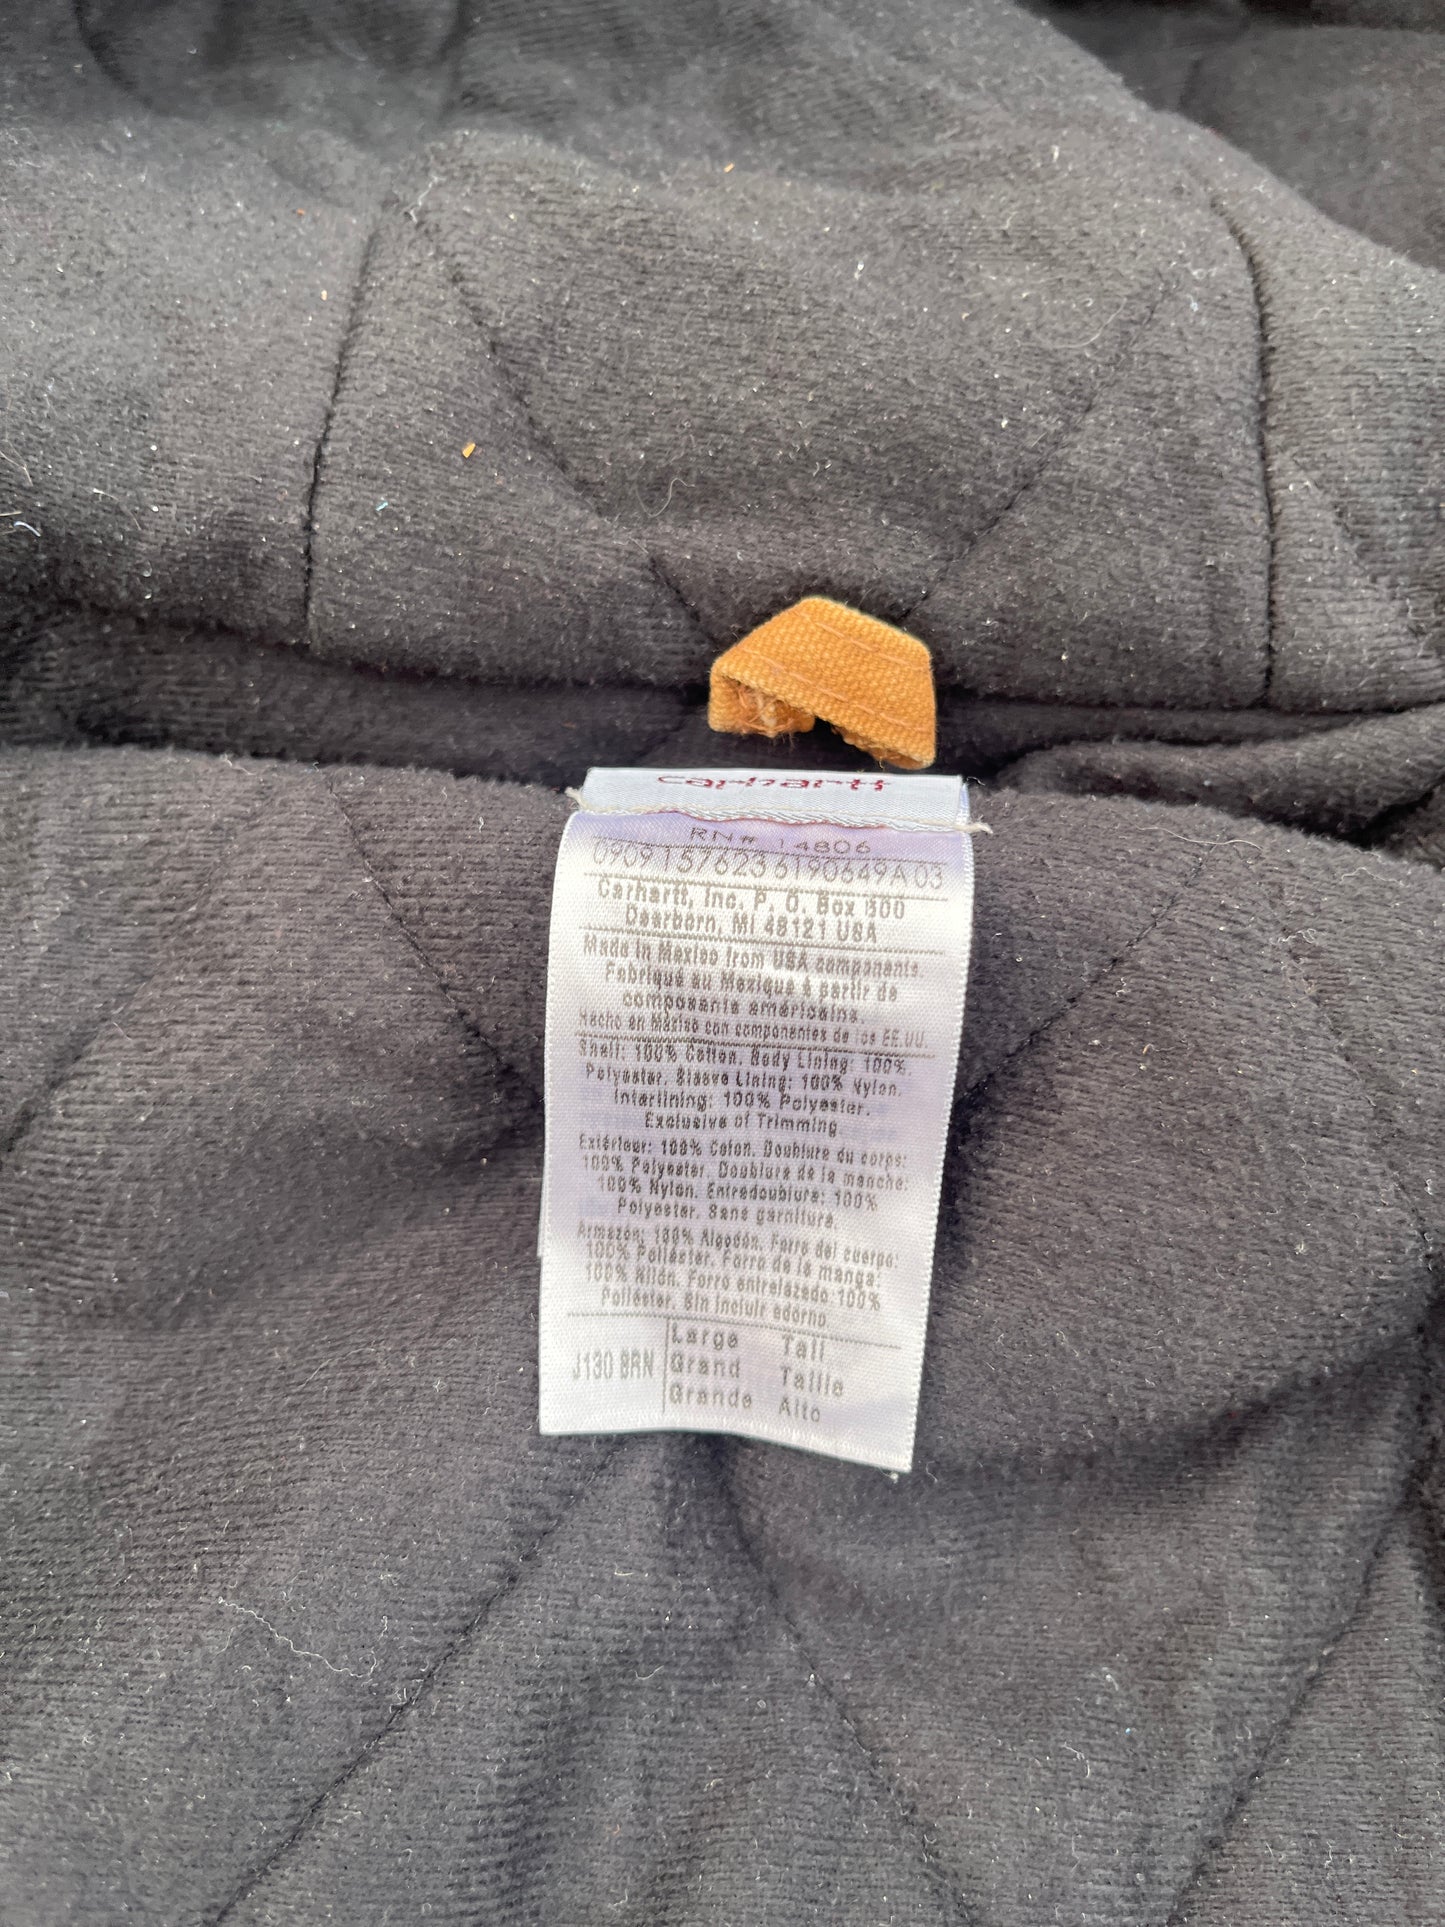 carhartt
RN# 14806
0909157623619064 9A03
Carhartt, Inc. P. O. Box 600
Dearborn, MI 48121 USA
Made in Mexico from USA components.
Fabriqué au Mexique à partir de
composants américains.
Hecho en México con componentes de los EE.UU.
Shell: 100% Cotton. Body Lining: 100%
Polyester. Sleeve Lining: 100% Nylon.
Interlining: 100% Polyester.
Exclusive of Trimming.
Extérieur: 100% Coton. Doublure du corps:
100% Polyester. Doublure de la manche:
100% Nylon. Entredoublure: 100%
Polyester. Sans garniture.
Armazón: 100% Algodón. Forro del cuerpo:
100% Poliéster. Forro de la manga:
100% Nilón. Forro entrelazado 100%
Poliéster. Sin incluir adorno.
J130 BRN
Large Tall
Grand Taille
Grande Alto